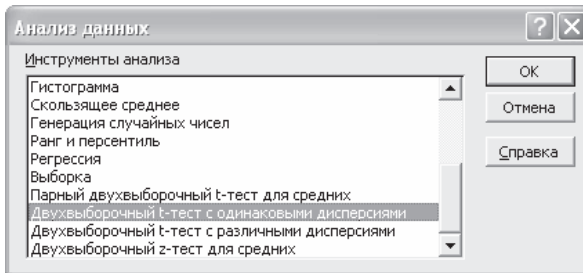 Анализ данных
Инструменты анализа
Гистограмма
Скользящее среднее
Генерация случайных чисел
Ранг и персентиль
Регрессия
Выборка
Парный двухвыборочный t-тест для средних
Двухвыборочный t-тест с одинаковыми дисперсиями
Двухвыборочный t-тест с различными дисперсиями
Двухвыборочный z-тест для средних
ОК
Отмена
Справка